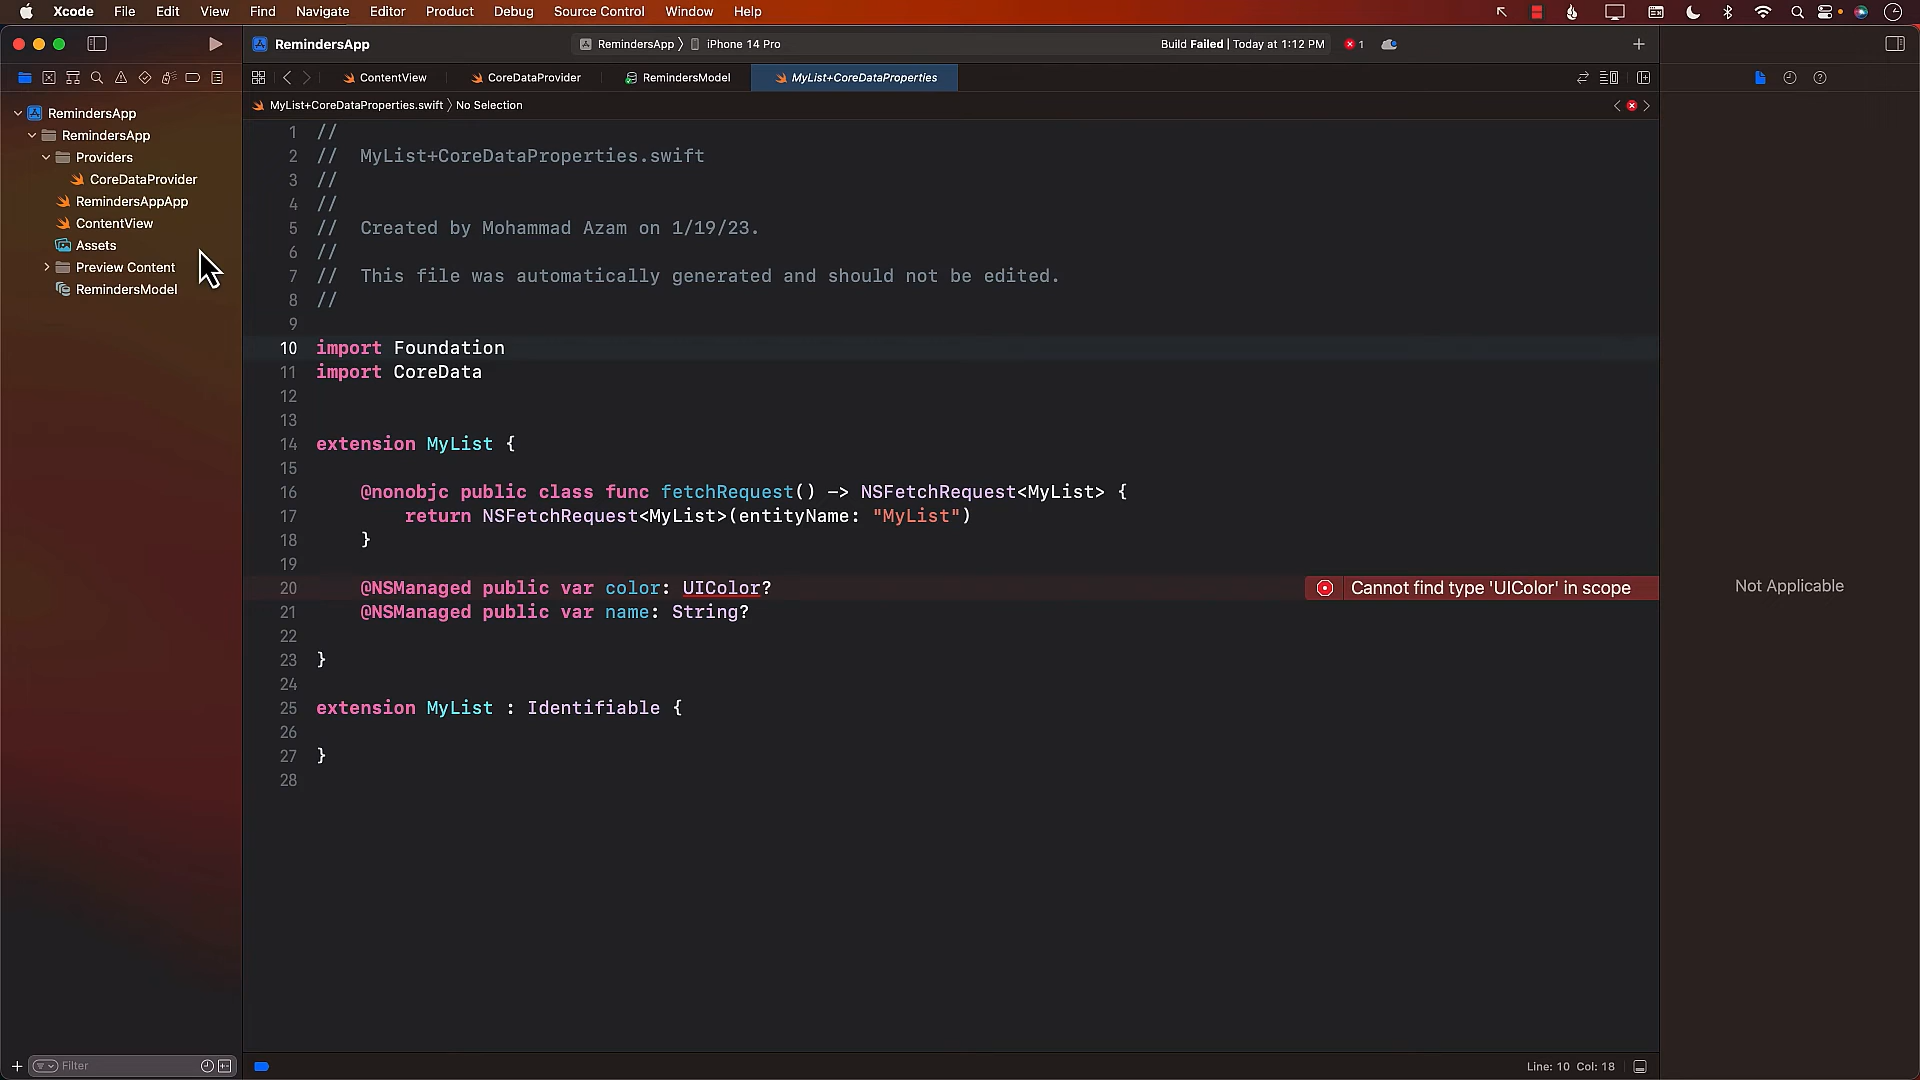 Xcode File Edit View Find Navigate Editor Product Debug Source Control Window Help
RemindersApp RemindersApp 〉 iPhone 14 Pro Build Failed | Today at 1:12 PM 1
ContentView CoreDataProvider RemindersModel MyList+CoreDataProperties
MyList+CoreDataProperties.swift 〉 No Selection
RemindersApp
RemindersApp
Providers
CoreDataProvider
RemindersAppApp
ContentView
Assets
Preview Content
RemindersModel
1 //
2 //  MyList+CoreDataProperties.swift
3 //
4 //
5 //  Created by Mohammad Azam on 1/19/23.
6 //
7 //  This file was automatically generated and should not be edited.
8 //
9
10 import Foundation
11 import CoreData
12
13
14 extension MyList {
15
16     @nonobjc public class func fetchRequest() -> NSFetchRequest<MyList> {
17         return NSFetchRequest<MyList>(entityName: "MyList")
18     }
19
20     @NSManaged public var color: UIColor? Cannot find type 'UIColor' in scope
21     @NSManaged public var name: String?
22
23 }
24
25 extension MyList : Identifiable {
26
27 }
28
Not Applicable
Filter
Line: 10 Col: 18